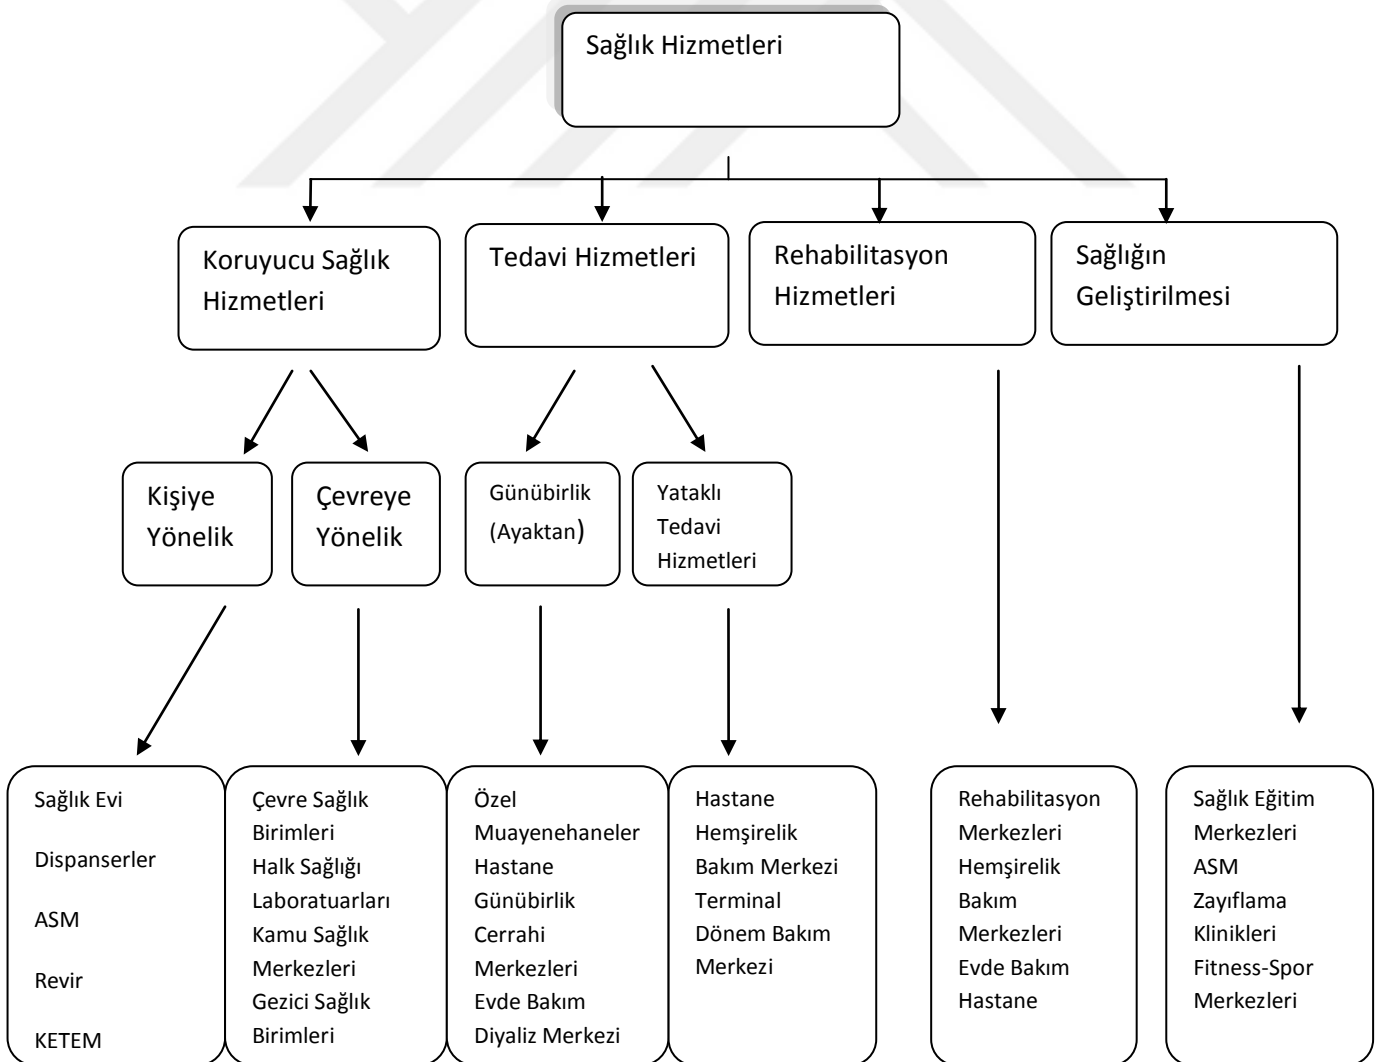 Sağlık Hizmetleri
Koruyucu Sağlık
Hizmetleri
Tedavi Hizmetleri
Rehabilitasyon
Hizmetleri
Sağlığın
Geliştirilmesi
Kişiye
Yönelik
Çevreye
Yönelik
Günübirlik
(Ayaktan)
Yataklı
Tedavi
Hizmetleri
Sağlık Evi
Dispanserler
ASM
Revir
KETEM
Çevre Sağlık
Birimleri
Halk Sağlığı
Laboratuarları
Kamu Sağlık
Merkezleri
Gezici Sağlık
Birimleri
Özel
Muayenehaneler
Hastane
Günübirlik
Cerrahi
Merkezleri
Evde Bakım
Diyaliz Merkezi
Hastane
Hemşirelik
Bakım Merkezi
Terminal
Dönem Bakım
Merkezi
Rehabilitasyon
Merkezleri
Hemşirelik
Bakım
Merkezleri
Evde Bakım
Hastane
Sağlık Eğitim
Merkezleri
ASM
Zayıflama
Klinikleri
Fitness-Spor
Merkezleri